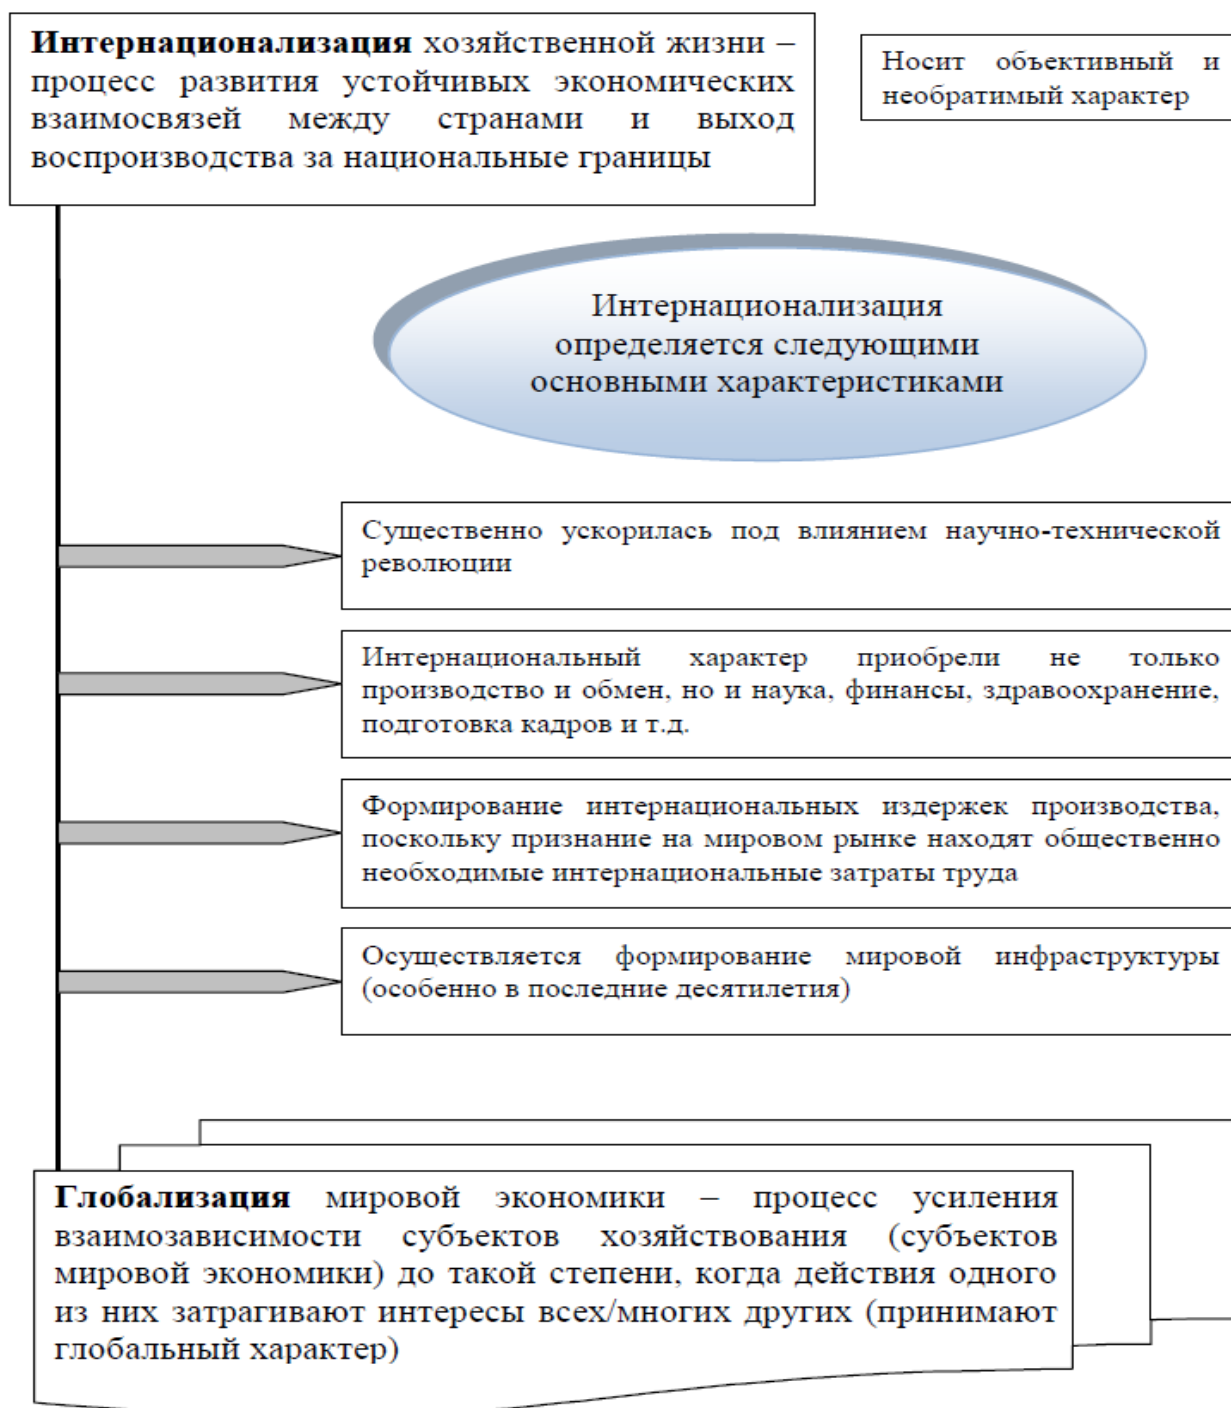 Интернационализация хозяйственной жизни –
процесс развития устойчивых экономических
взаимосвязей между странами и выход
воспроизводства за национальные границы
Носит объективный и
необратимый характер
Интернационализация
определяется следующими
основными характеристиками
Существенно ускорилась под влиянием научно-технической
революции
Интернациональный характер приобрели не только
производство и обмен, но и наука, финансы, здравоохранение,
подготовка кадров и т.д.
Формирование интернациональных издержек производства,
поскольку признание на мировом рынке находят общественно
необходимые интернациональные затраты труда
Осуществляется формирование мировой инфраструктуры
(особенно в последние десятилетия)
Глобализация мировой экономики – процесс усиления
взаимозависимости субъектов хозяйствования (субъектов
мировой экономики) до такой степени, когда действия одного
из них затрагивают интересы всех/многих других (принимают
глобальный характер)